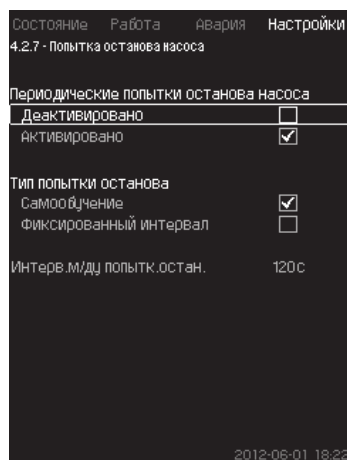 Состояние Работа Авария Настройки
4.2.7 - Попытка останова насоса
Периодические попытки останова насоса
Деактивировано
Активировано
Тип попытки останова
Самообучение
Фиксированный интервал
Интерв.м/ду попытк.остан. 120с
2012-06-01 18:22